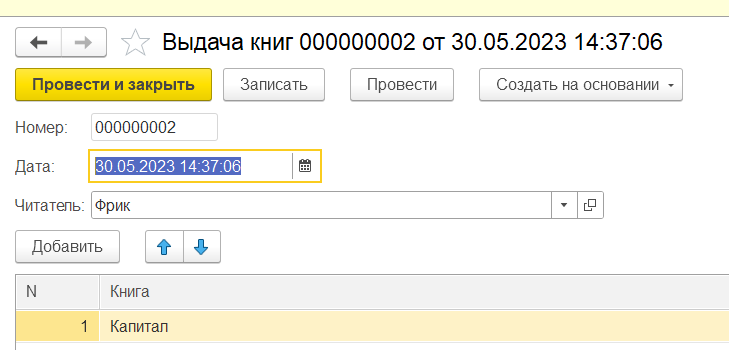 Выдача книг 000000002 от 30.05.2023 14:37:06
Провести и закрыть Записать Провести Создать на основании
Номер: 000000002
Дата: 30.05.2023 14:37:06
Читатель: Фрик
Добавить
N Книга
1 Капитал